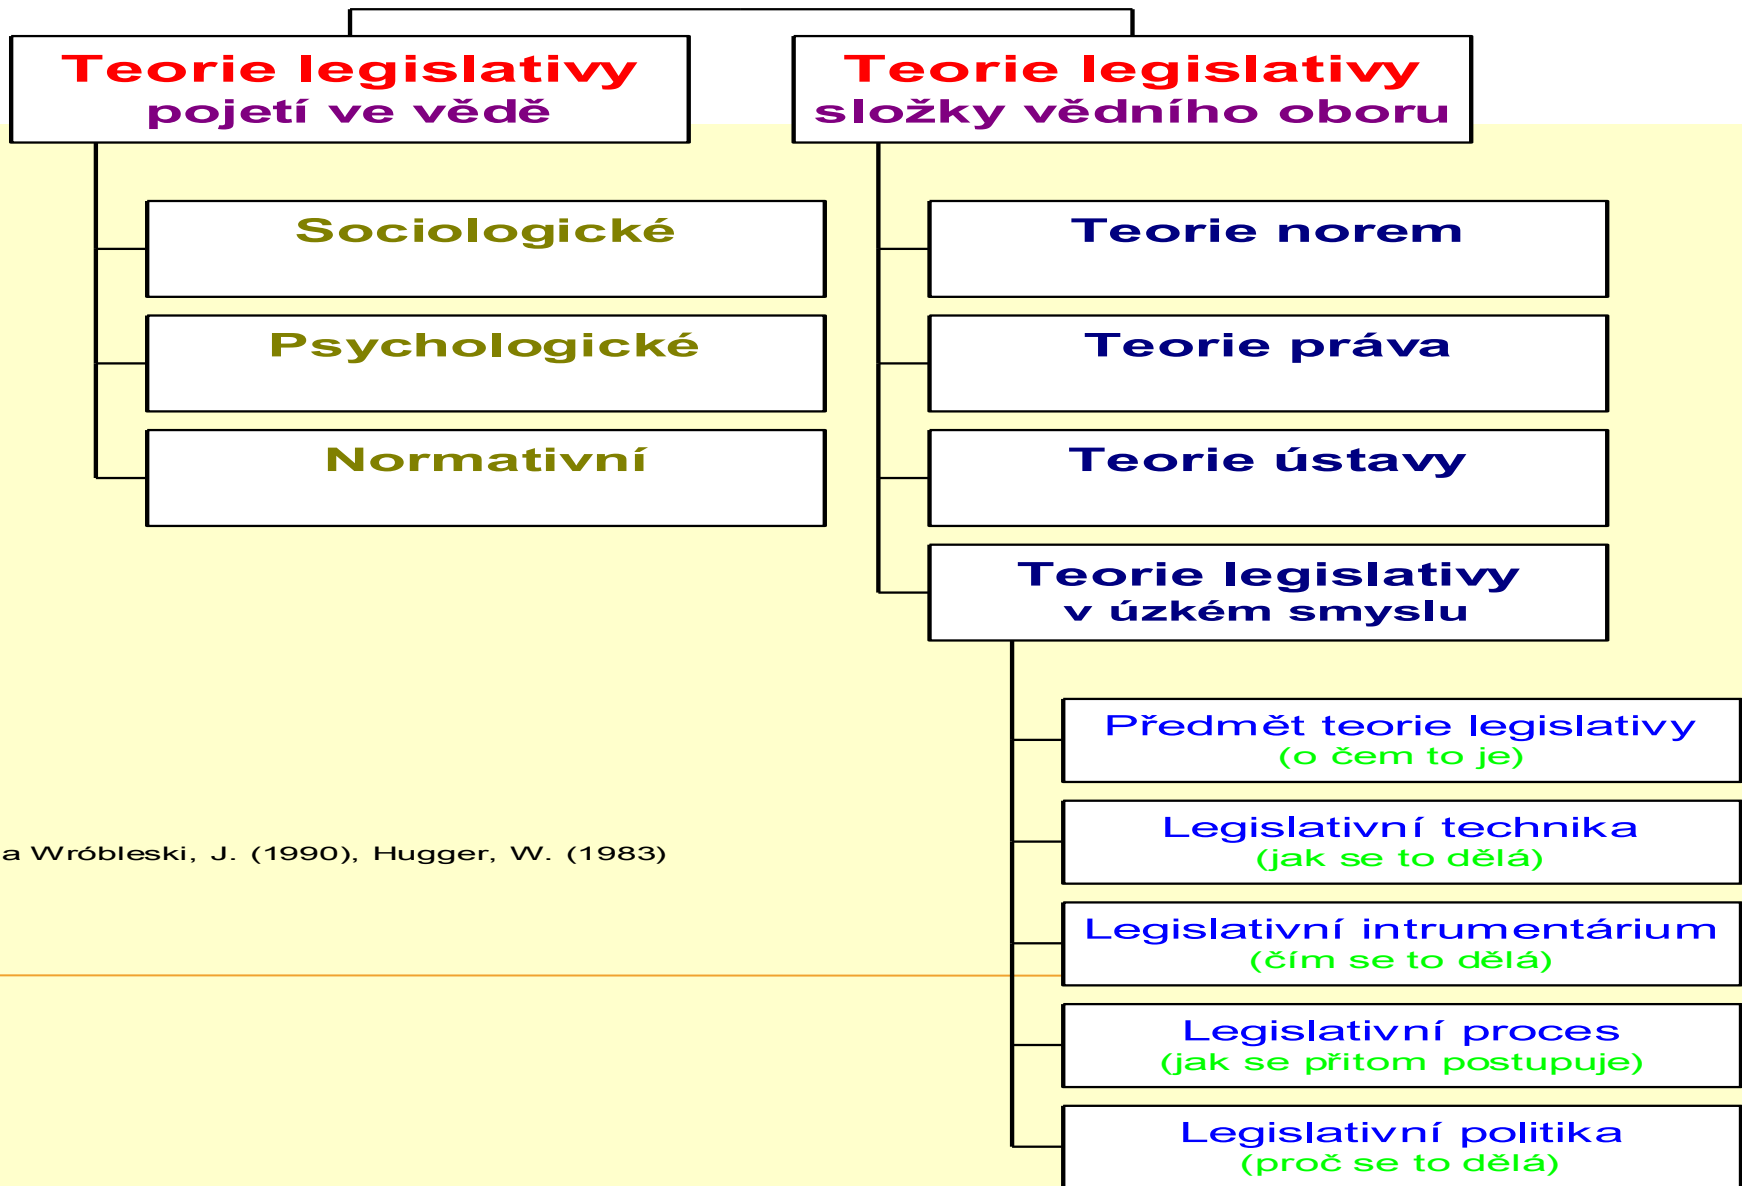 Teorie legislativy
pojetí ve vědě
Sociologické
Psychologické
Normativní
Teorie legislativy
složky vědního oboru
Teorie norem
Teorie práva
Teorie ústavy
Teorie legislativy
v úzkém smyslu
Předmět teorie legislativy
(o čem to je)
Legislativní technika
(jak se to dělá)
Legislativní intrumentárium
(čím se to dělá)
Legislativní proces
(jak se přitom postupuje)
Legislativní politika
(proč se to dělá)
a Wróbleski, J. (1990), Hugger, W. (1983)